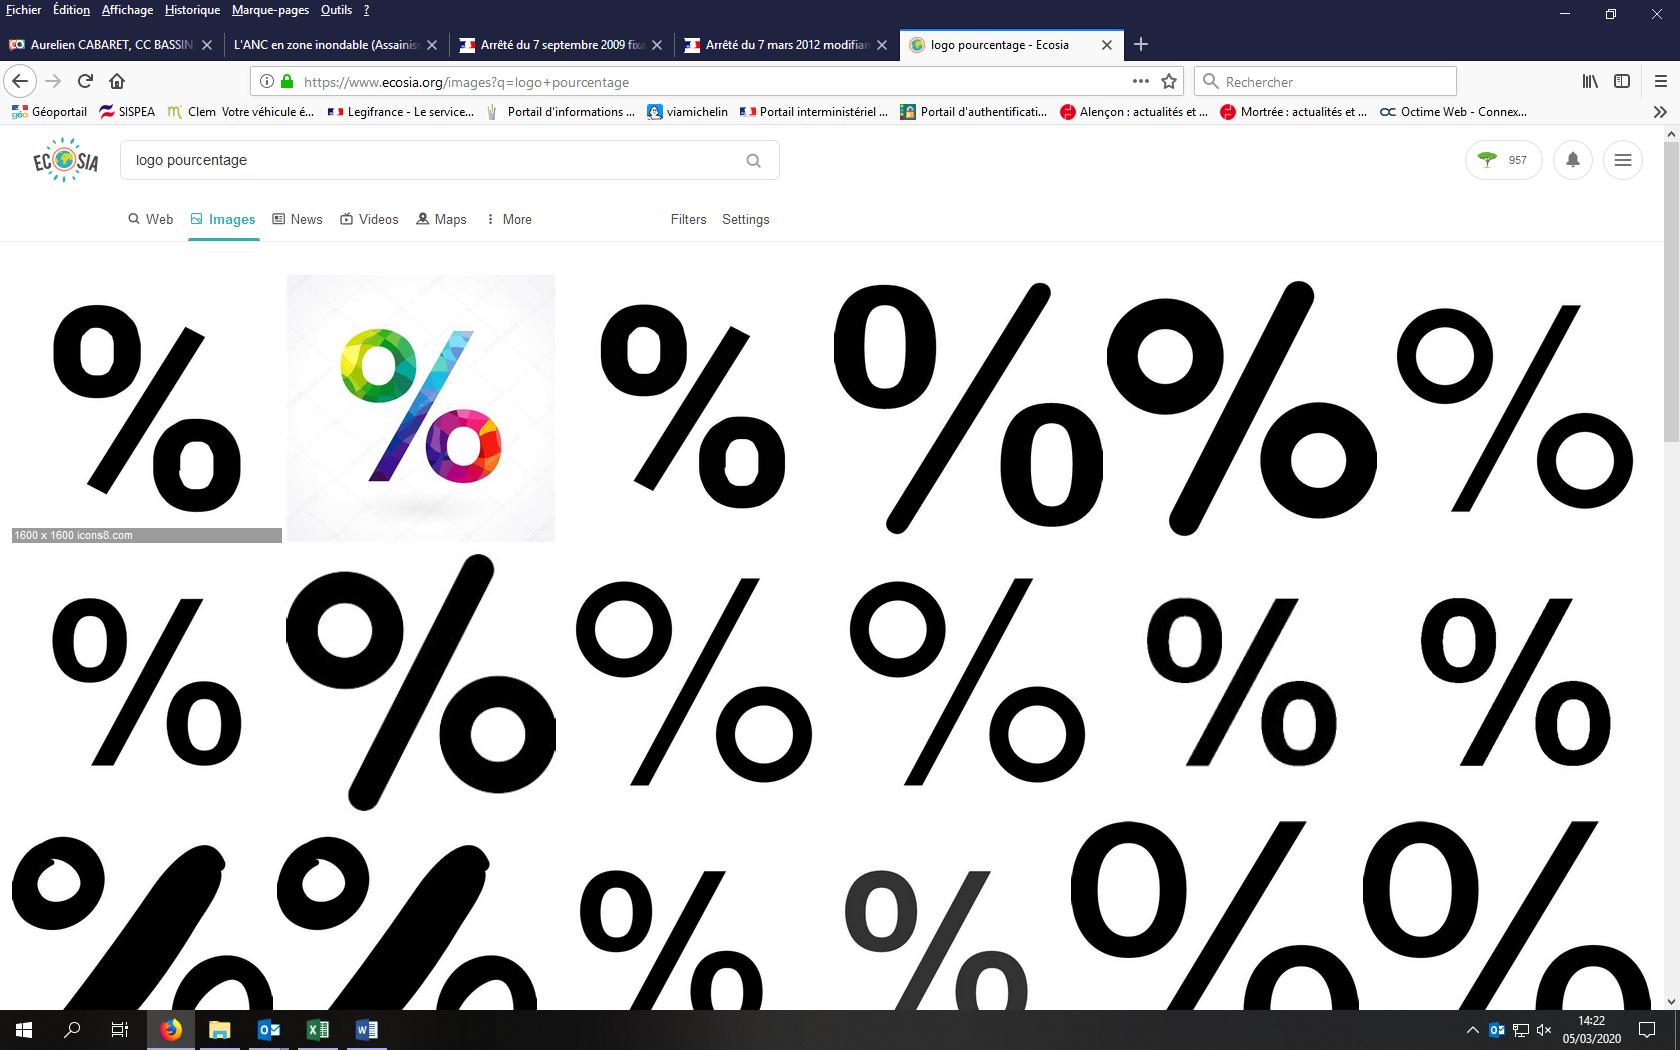 Fichier Édition Affichage Historique Marque-pages Outils ?
Aurelien CABARET, CC BASSIN
L'ANC en zone inondable (Assainiss
Arrêté du 7 septembre 2009 fixa
Arrêté du 7 mars 2012 modifian
logo pourcentage - Ecosia
https://www.ecosia.org/images?q=logo+pourcentage
Rechercher
Géoportail SISPEA Clem Votre véhicule é... Legifrance - Le service... Portail d'informations ... viamichelin Portail interministériel ... Portail d'authentificati... Alençon : actualités et ... Mortrée : actualités et ... Octime Web - Connex...
ECOSIA
logo pourcentage
957
Web Images News Videos Maps More Filters Settings
% % % % % %
1600 x 1600 icons8.com
% % % % % %
% % % % % %
14:22
05/03/2020